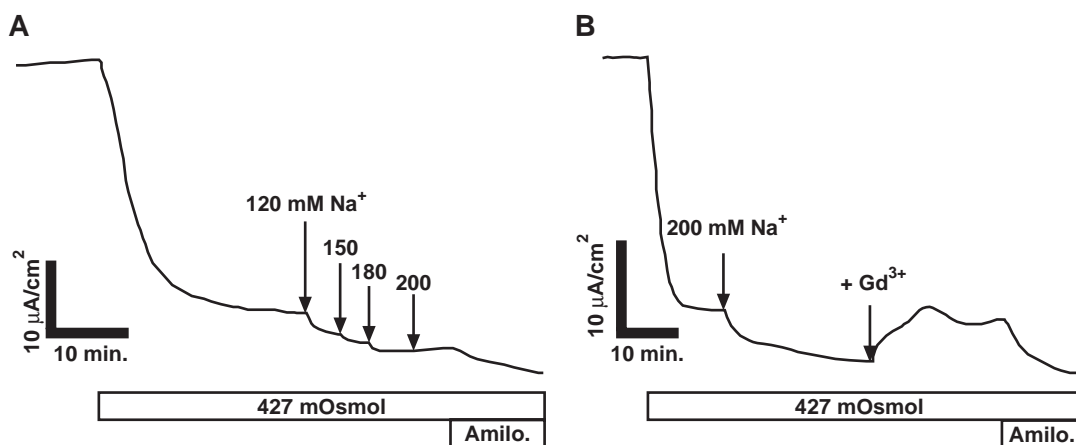 A
120 mM Na⁺
150
180
200
10 μA/cm²
10 min.
427 mOsmol
Amilo.
B
200 mM Na⁺
+ Gd³⁺
10 μA/cm²
10 min.
427 mOsmol
Amilo.